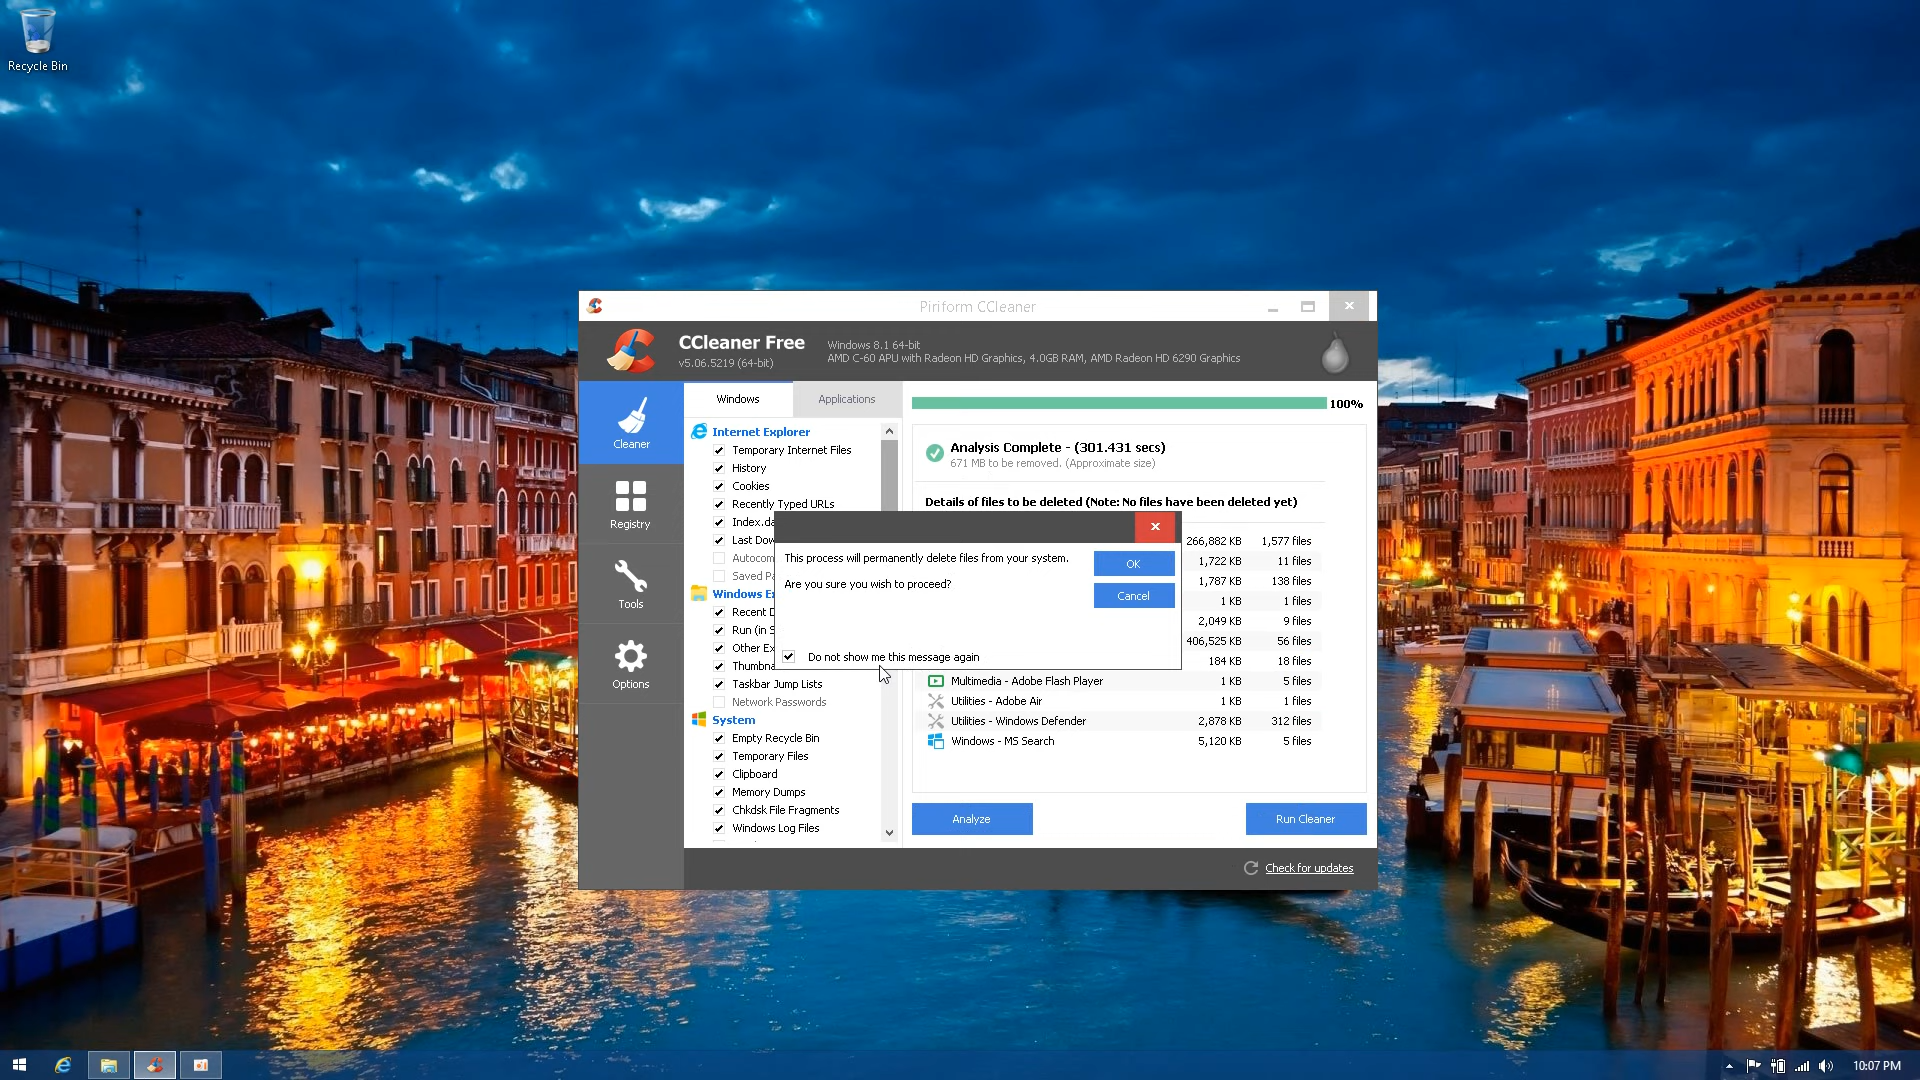 Recycle Bin
Piriform CCleaner
CCleaner Free
v5.06.5219 (64-bit)
Windows 8.1 64-bit
AMD C-60 APU with Radeon HD Graphics, 4.0GB RAM, AMD Radeon HD 6290 Graphics
Cleaner
Registry
Tools
Options
Windows
Applications
Internet Explorer
Temporary Internet Files
History
Cookies
Recently Typed URLs
Index.da
Last Dow
Autocom
Saved Pa
Windows Ex
Recent D
Run (in S
Other Ex
Thumbna
Taskbar Jump Lists
Network Passwords
System
Empty Recycle Bin
Temporary Files
Clipboard
Memory Dumps
Chkdsk File Fragments
Windows Log Files
100%
Analysis Complete - (301.431 secs)
671 MB to be removed. (Approximate size)
Details of files to be deleted (Note: No files have been deleted yet)
266,882 KB 1,577 files
1,722 KB 11 files
1,787 KB 138 files
1 KB 1 files
2,049 KB 9 files
406,525 KB 56 files
184 KB 18 files
Multimedia - Adobe Flash Player 1 KB 5 files
Utilities - Adobe Air 1 KB 1 files
Utilities - Windows Defender 2,878 KB 312 files
Windows - MS Search 5,120 KB 5 files
This process will permanently delete files from your system.
Are you sure you wish to proceed?
OK
Cancel
Do not show me this message again
Analyze
Run Cleaner
Check for updates
10:07 PM